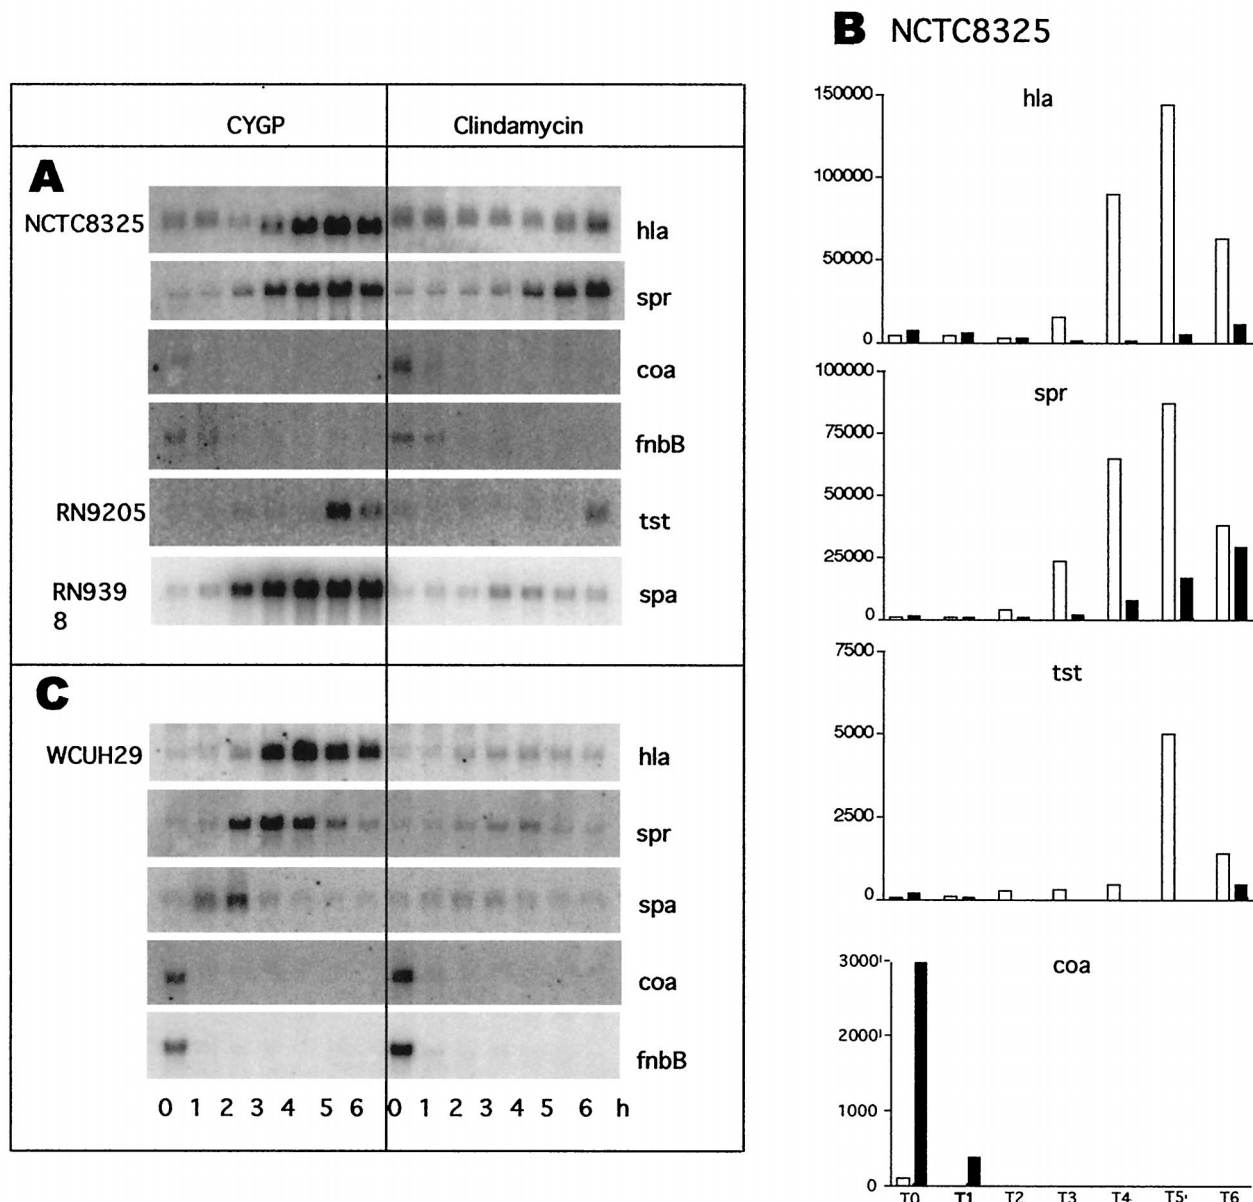 B NCTC8325
CYGP Clindamycin
A
NCTC8325 hla
spr
coa
fnbB
RN9205 tst
RN939 spa
8
C
WCUH29 hla
spr
spa
coa
fnbB
0 1 2 3 4 5 6 0 1 2 3 4 5 6 h
hla
150000
100000
50000
0
spr
100000
75000
50000
25000
0
tst
7500
5000
2500
0
coa
3000
2000
1000
0
T0 T1 T2 T3 T4 T5 T6